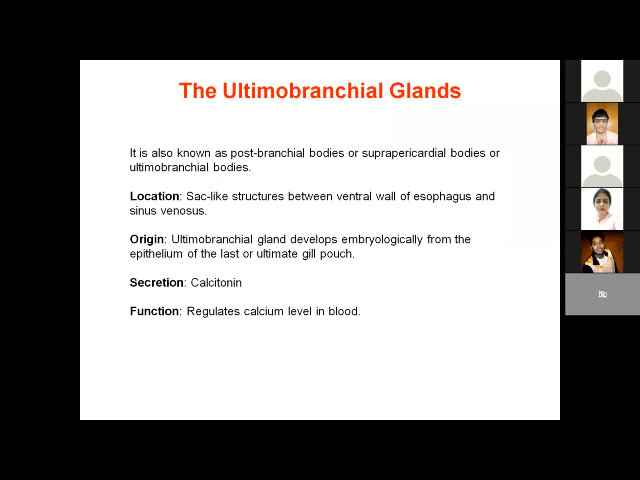 The Ultimobranchial Glands
It is also known as post-branchial bodies or suprapericardial bodies or
ultimobranchial bodies.
Location: Sac-like structures between ventral wall of esophagus and
sinus venosus.
Origin: Ultimobranchial gland develops embryologically from the
epithelium of the last or ultimate gill pouch.
Secretion: Calcitonin
Function: Regulates calcium level in blood.